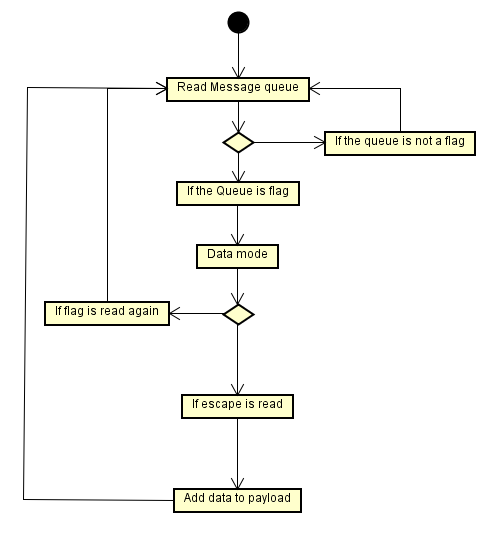 Read Message queue
If the queue is not a flag
If the Queue is flag
Data mode
If flag is read again
If escape is read
Add data to payload